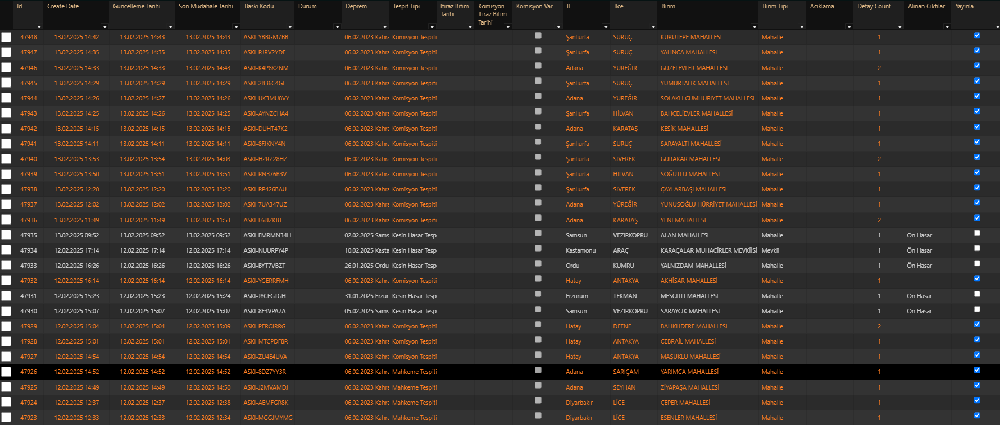 Id Create Date Güncelleme Tarihi Son Mudahale Tarihi Baski Kodu Durum Deprem Tespit Tipi Itiraz Bitim Tarihi Komisyon Itiraz Bitim Tarihi Komisyon Var Il Ilce Birim Birim Tipi Aciklama Detay Count Alinan Ciktilar Yayinla
47948 13.02.2025 14:42 13.02.2025 14:43 13.02.2025 14:43 ASKI-YBBGM7BB 06.02.2023 Kahra Komisyon Tespiti Şanlıurfa SURUÇ KURUTEPE MAHALLESİ Mahalle 1
47947 13.02.2025 14:35 13.02.2025 14:35 13.02.2025 14:35 ASKI-RJRV2YDE 06.02.2023 Kahra Komisyon Tespiti Şanlıurfa SURUÇ YALINCA MAHALLESİ Mahalle 1
47946 13.02.2025 14:33 13.02.2025 14:33 13.02.2025 14:43 ASKI-K4P8K2NM 06.02.2023 Kahra Komisyon Tespiti Adana YÜREĞİR GÜZELEVLER MAHALLESİ Mahalle 2
47945 13.02.2025 14:29 13.02.2025 14:29 13.02.2025 14:29 ASKI-2B36C4GE 06.02.2023 Kahra Komisyon Tespiti Şanlıurfa SURUÇ YUMURTALIK MAHALLESİ Mahalle 1
47944 13.02.2025 14:26 13.02.2025 14:27 13.02.2025 14:26 ASKI-UK3MU8VY 06.02.2023 Kahra Komisyon Tespiti Adana YÜREĞİR SOLAKLI CUMHURİYET MAHALLESİ Mahalle 1
47943 13.02.2025 14:25 13.02.2025 14:26 13.02.2025 14:25 ASKI-AYNZCHA4 06.02.2023 Kahra Komisyon Tespiti Şanlıurfa HİLVAN BAHÇELİEVLER MAHALLESİ Mahalle 1
47942 13.02.2025 14:15 13.02.2025 14:15 13.02.2025 14:15 ASKI-DUHT47K2 06.02.2023 Kahra Komisyon Tespiti Adana KARATAŞ KESİK MAHALLESİ Mahalle 1
47941 13.02.2025 14:11 13.02.2025 14:11 13.02.2025 14:11 ASKI-8FJKNY4N 06.02.2023 Kahra Komisyon Tespiti Şanlıurfa SURUÇ SARAYALTI MAHALLESİ Mahalle 1
47940 13.02.2025 13:53 13.02.2025 13:54 13.02.2025 14:03 ASKI-H2RZ28HZ 06.02.2023 Kahra Komisyon Tespiti Şanlıurfa SİVEREK GÜRAKAR MAHALLESİ Mahalle 2
47939 13.02.2025 13:50 13.02.2025 13:51 13.02.2025 13:51 ASKI-RN376B3V 06.02.2023 Kahra Komisyon Tespiti Şanlıurfa HİLVAN SÖĞÜTLÜ MAHALLESİ Mahalle 1
47938 13.02.2025 12:20 13.02.2025 12:20 13.02.2025 12:20 ASKI-RP426BAU 06.02.2023 Kahra Komisyon Tespiti Şanlıurfa SİVEREK ÇAYLARBAŞI MAHALLESİ Mahalle 1
47937 13.02.2025 12:02 13.02.2025 12:02 13.02.2025 12:02 ASKI-7UA347UZ 06.02.2023 Kahra Komisyon Tespiti Adana YÜREĞİR YUNUSOĞLU HÜRRİYET MAHALLESİ Mahalle 1
47936 13.02.2025 11:49 13.02.2025 11:49 13.02.2025 11:53 ASKI-E6JJZK8T 06.02.2023 Kahra Komisyon Tespiti Adana KARATAŞ YENİ MAHALLESİ Mahalle 2
47935 13.02.2025 09:52 13.02.2025 09:52 13.02.2025 09:52 ASKI-FMRMN34H 02.02.2025 Sams Kesin Hasar Tesp Samsun VEZİRKÖPRÜ ALAN MAHALLESİ Mahalle 1 Ön Hasar
47934 12.02.2025 17:14 12.02.2025 17:14 12.02.2025 17:14 ASKI-NUURPY4P 10.02.2025 Kasta Kesin Hasar Tesp Kastamonu ARAÇ KARAÇALAR MUHACİRLER MEVKİİSİ Mevkii 1 Ön Hasar
47933 12.02.2025 16:26 12.02.2025 16:26 12.02.2025 16:26 ASKI-BYT7VBZT 26.01.2025 Ordu Kesin Hasar Tesp Ordu KUMRU YALNIZDAM MAHALLESİ Mahalle 1 Ön Hasar
47932 12.02.2025 16:14 12.02.2025 16:14 12.02.2025 16:14 ASKI-YGERRFMH 06.02.2023 Kahra Komisyon Tespiti Hatay ANTAKYA AKHİSAR MAHALLESİ Mahalle 1
47931 12.02.2025 15:23 12.02.2025 15:23 12.02.2025 15:24 ASKI-JYCEGTGH 31.01.2025 Erzur Kesin Hasar Tesp Erzurum TEKMAN MESCİTLİ MAHALLESİ Mahalle 1 Ön Hasar
47930 12.02.2025 15:07 12.02.2025 15:07 12.02.2025 15:07 ASKI-8F3VPA7A 05.02.2025 Sams Kesin Hasar Tesp Samsun VEZİRKÖPRÜ SARAYCIK MAHALLESİ Mahalle 1 Ön Hasar
47929 12.02.2025 15:04 12.02.2025 15:04 12.02.2025 15:09 ASKI-PERCJRRG 06.02.2023 Kahra Komisyon Tespiti Hatay DEFNE BALIKLIDERE MAHALLESİ Mahalle 2
47928 12.02.2025 15:01 12.02.2025 15:01 12.02.2025 15:01 ASKI-MTCPDF8R 06.02.2023 Kahra Komisyon Tespiti Hatay ANTAKYA CEBRAİL MAHALLESİ Mahalle 1
47927 12.02.2025 14:54 12.02.2025 14:54 12.02.2025 14:54 ASKI-ZU4E4UVA 06.02.2023 Kahra Komisyon Tespiti Hatay ANTAKYA MAŞUKLU MAHALLESİ Mahalle 1
47926 12.02.2025 14:52 12.02.2025 14:52 12.02.2025 14:52 ASKI-8DZ7YY3R 06.02.2023 Kahra Mahkeme Tespiti Adana SARIÇAM YARIMCA MAHALLESİ Mahalle 1
47925 12.02.2025 14:49 12.02.2025 14:49 12.02.2025 14:50 ASKI-J2MVAMDJ 06.02.2023 Kahra Mahkeme Tespiti Adana SEYHAN ZİYAPAŞA MAHALLESİ Mahalle 1
47924 12.02.2025 12:37 12.02.2025 12:37 12.02.2025 12:38 ASKI-AEMFGR8K 06.02.2023 Kahra Mahkeme Tespiti Diyarbakır LİCE ÇEPER MAHALLESİ Mahalle 1
47923 12.02.2025 12:33 12.02.2025 12:33 12.02.2025 12:34 ASKI-MGGJMYMG 06.02.2023 Kahra Mahkeme Tespiti Diyarbakır LİCE ESENLER MAHALLESİ Mahalle 1